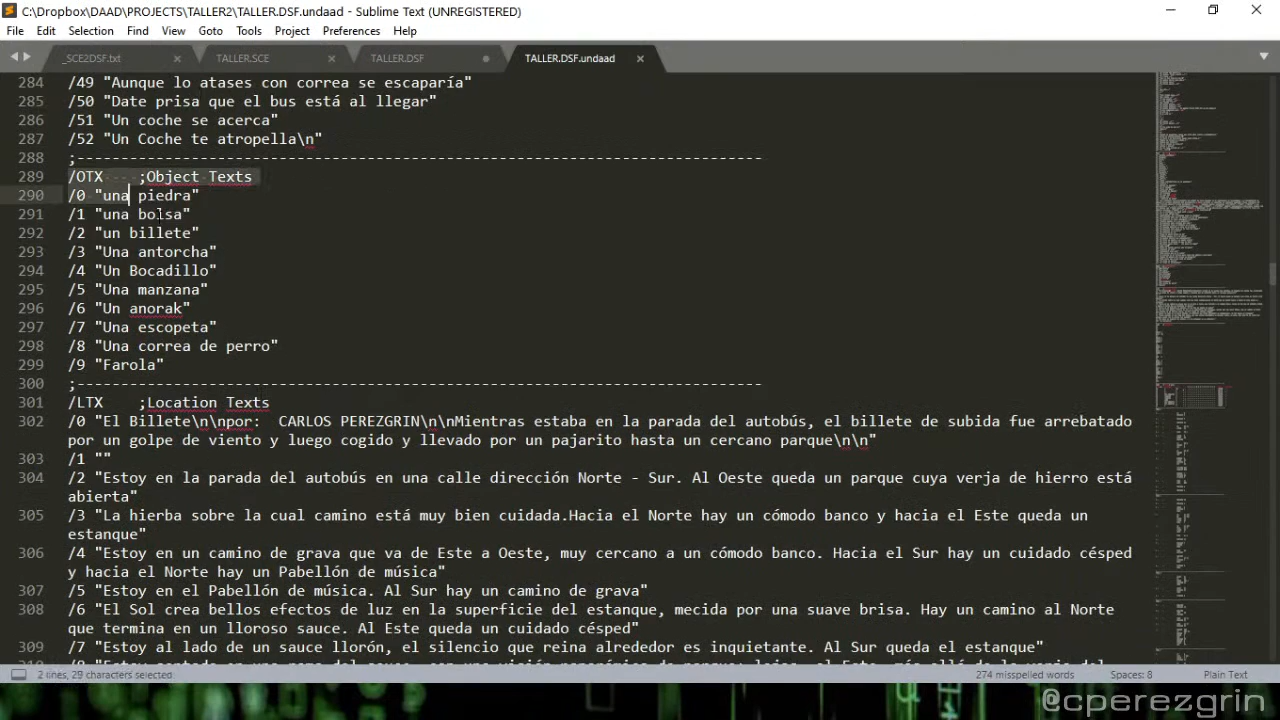 C:\Dropbox\DAAD\PROJECTS\TALLER2\TALLER.DSF.undaad - Sublime Text (UNREGISTERED)
File Edit Selection Find View Goto Tools Project Preferences Help
_SCE2DSF.txt TALLER.SCE TALLER.DSF TALLER.DSF.undaad
284 /49 "Aunque lo atases con correa se escaparía"
285 /50 "Date prisa que el bus está al llegar"
286 /51 "Un coche se acerca"
287 /52 "Un Coche te atropella\n"
288 ;------------------------------------------------------------------------------
289 /OTX ;Object Texts
290 /0 "una piedra"
291 /1 "una bolsa"
292 /2 "un billete"
293 /3 "Una antorcha"
294 /4 "Un Bocadillo"
295 /5 "Una manzana"
296 /6 "Un anorak"
297 /7 "Una escopeta"
298 /8 "Una correa de perro"
299 /9 "Farola"
300 ;------------------------------------------------------------------------------
301 /LTX ;Location Texts
302 /0 "El Billete\n\npor:  CARLOS PEREZGRIN\n\nMientras estaba en la parada del autobús, el billete de subida fue arrebatado
por un golpe de viento y luego cogido y llevado por un pajarito hasta un cercano parque\n\n"
303 /1 ""
304 /2 "Estoy en la parada del autobús en una calle dirección Norte - Sur. Al Oeste queda un parque cuya verja de hierro está
abierta"
305 /3 "La hierba sobre la cual camino está muy bien cuidada.Hacia el Norte hay un cómodo banco y hacia el Este queda un
estanque"
306 /4 "Estoy en un camino de grava que va de Este a Oeste, muy cercano a un cómodo banco. Hacia el Sur hay un cuidado césped
y hacia el Norte hay un Pabellón de música"
307 /5 "Estoy en el Pabellón de música. Al Sur hay un camino de grava"
308 /6 "El Sol crea bellos efectos de luz en la superficie del estanque, mecida por una suave brisa. Hay un camino al Norte
que termina en un lloroso sauce. Al Este queda un cuidado césped"
309 /7 "Estoy al lado de un sauce llorón, el silencio que reina alrededor es inquietante. Al Sur queda el estanque"
2 lines, 29 characters selected 274 misspelled words Spaces: 8 Plain Text
@cperezgrin